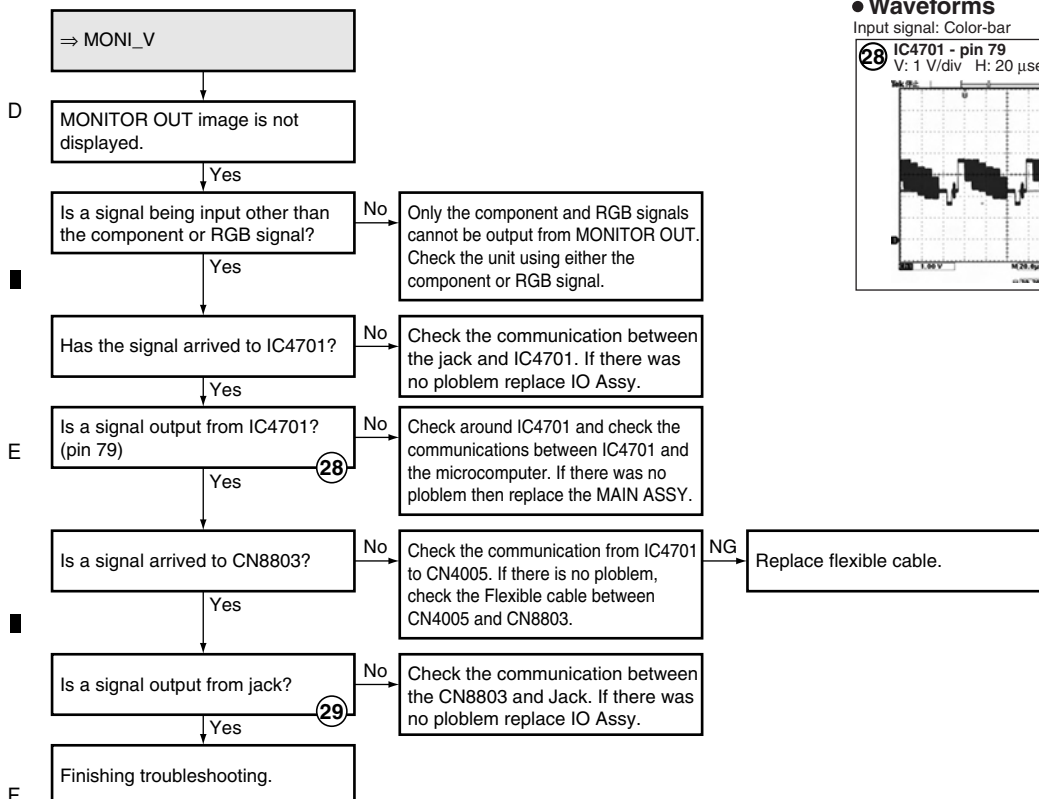 ⇒ MONI_V
D
MONITOR OUT image is not
displayed.
Yes
Is a signal being input other than
the component or RGB signal?
No
Only the component and RGB signals
cannot be output from MONITOR OUT.
Check the unit using either the
component or RGB signal.
Yes
Has the signal arrived to IC4701?
No
Check the communication between
the jack and IC4701. If there was
no ploblem replace IO Assy.
Yes
E
Is a signal output from IC4701?
(pin 79)
28
No
Check around IC4701 and check the
communications between IC4701 and
the microcomputer. If there was no
ploblem then replace the MAIN ASSY.
Yes
Is a signal arrived to CN8803?
No
Check the communication from IC4701
to CN4005. If there is no ploblem,
check the Flexible cable between
CN4005 and CN8803.
NG
Replace flexible cable.
Yes
Is a signal output from jack?
29
No
Check the communication between
the CN8803 and Jack. If there was
no ploblem replace IO Assy.
Yes
Finishing troubleshooting.
F
• Waveforms
Input signal: Color-bar
28 IC4701 - pin 79
V: 1 V/div H: 20 µse
Tek
1.00 V